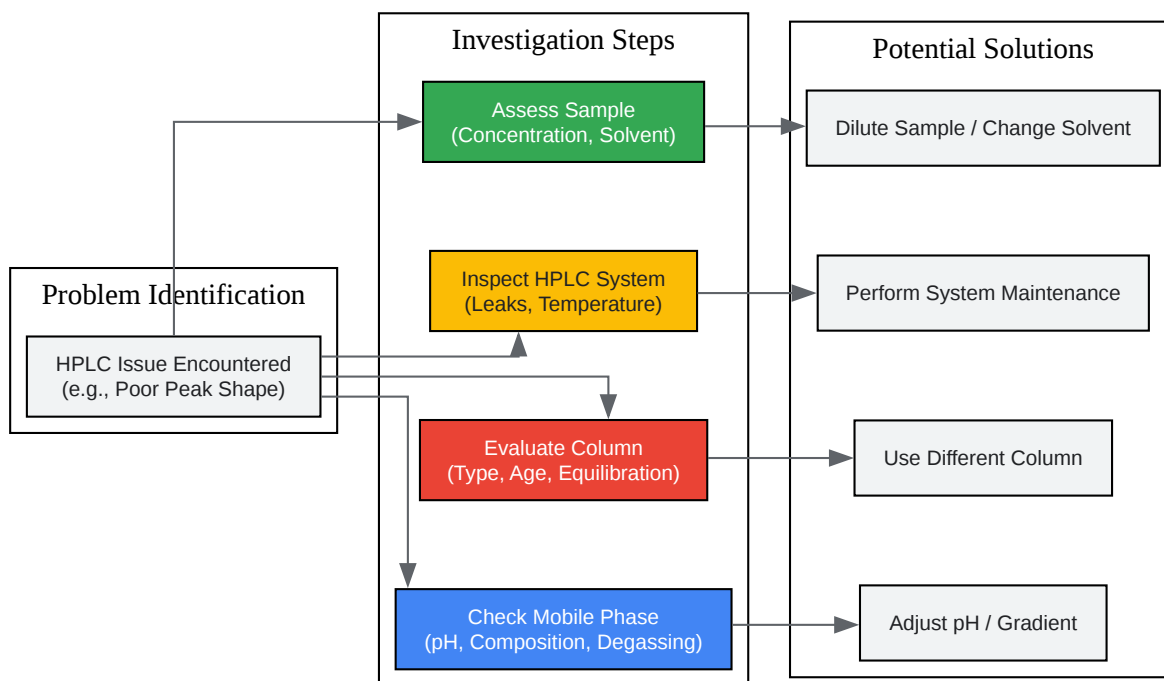 Problem Identification
HPLC Issue Encountered
(e.g., Poor Peak Shape)
Investigation Steps
Assess Sample
(Concentration, Solvent)
Inspect HPLC System
(Leaks, Temperature)
Evaluate Column
(Type, Age, Equilibration)
Check Mobile Phase
(pH, Composition, Degassing)
Potential Solutions
Dilute Sample / Change Solvent
Perform System Maintenance
Use Different Column
Adjust pH / Gradient